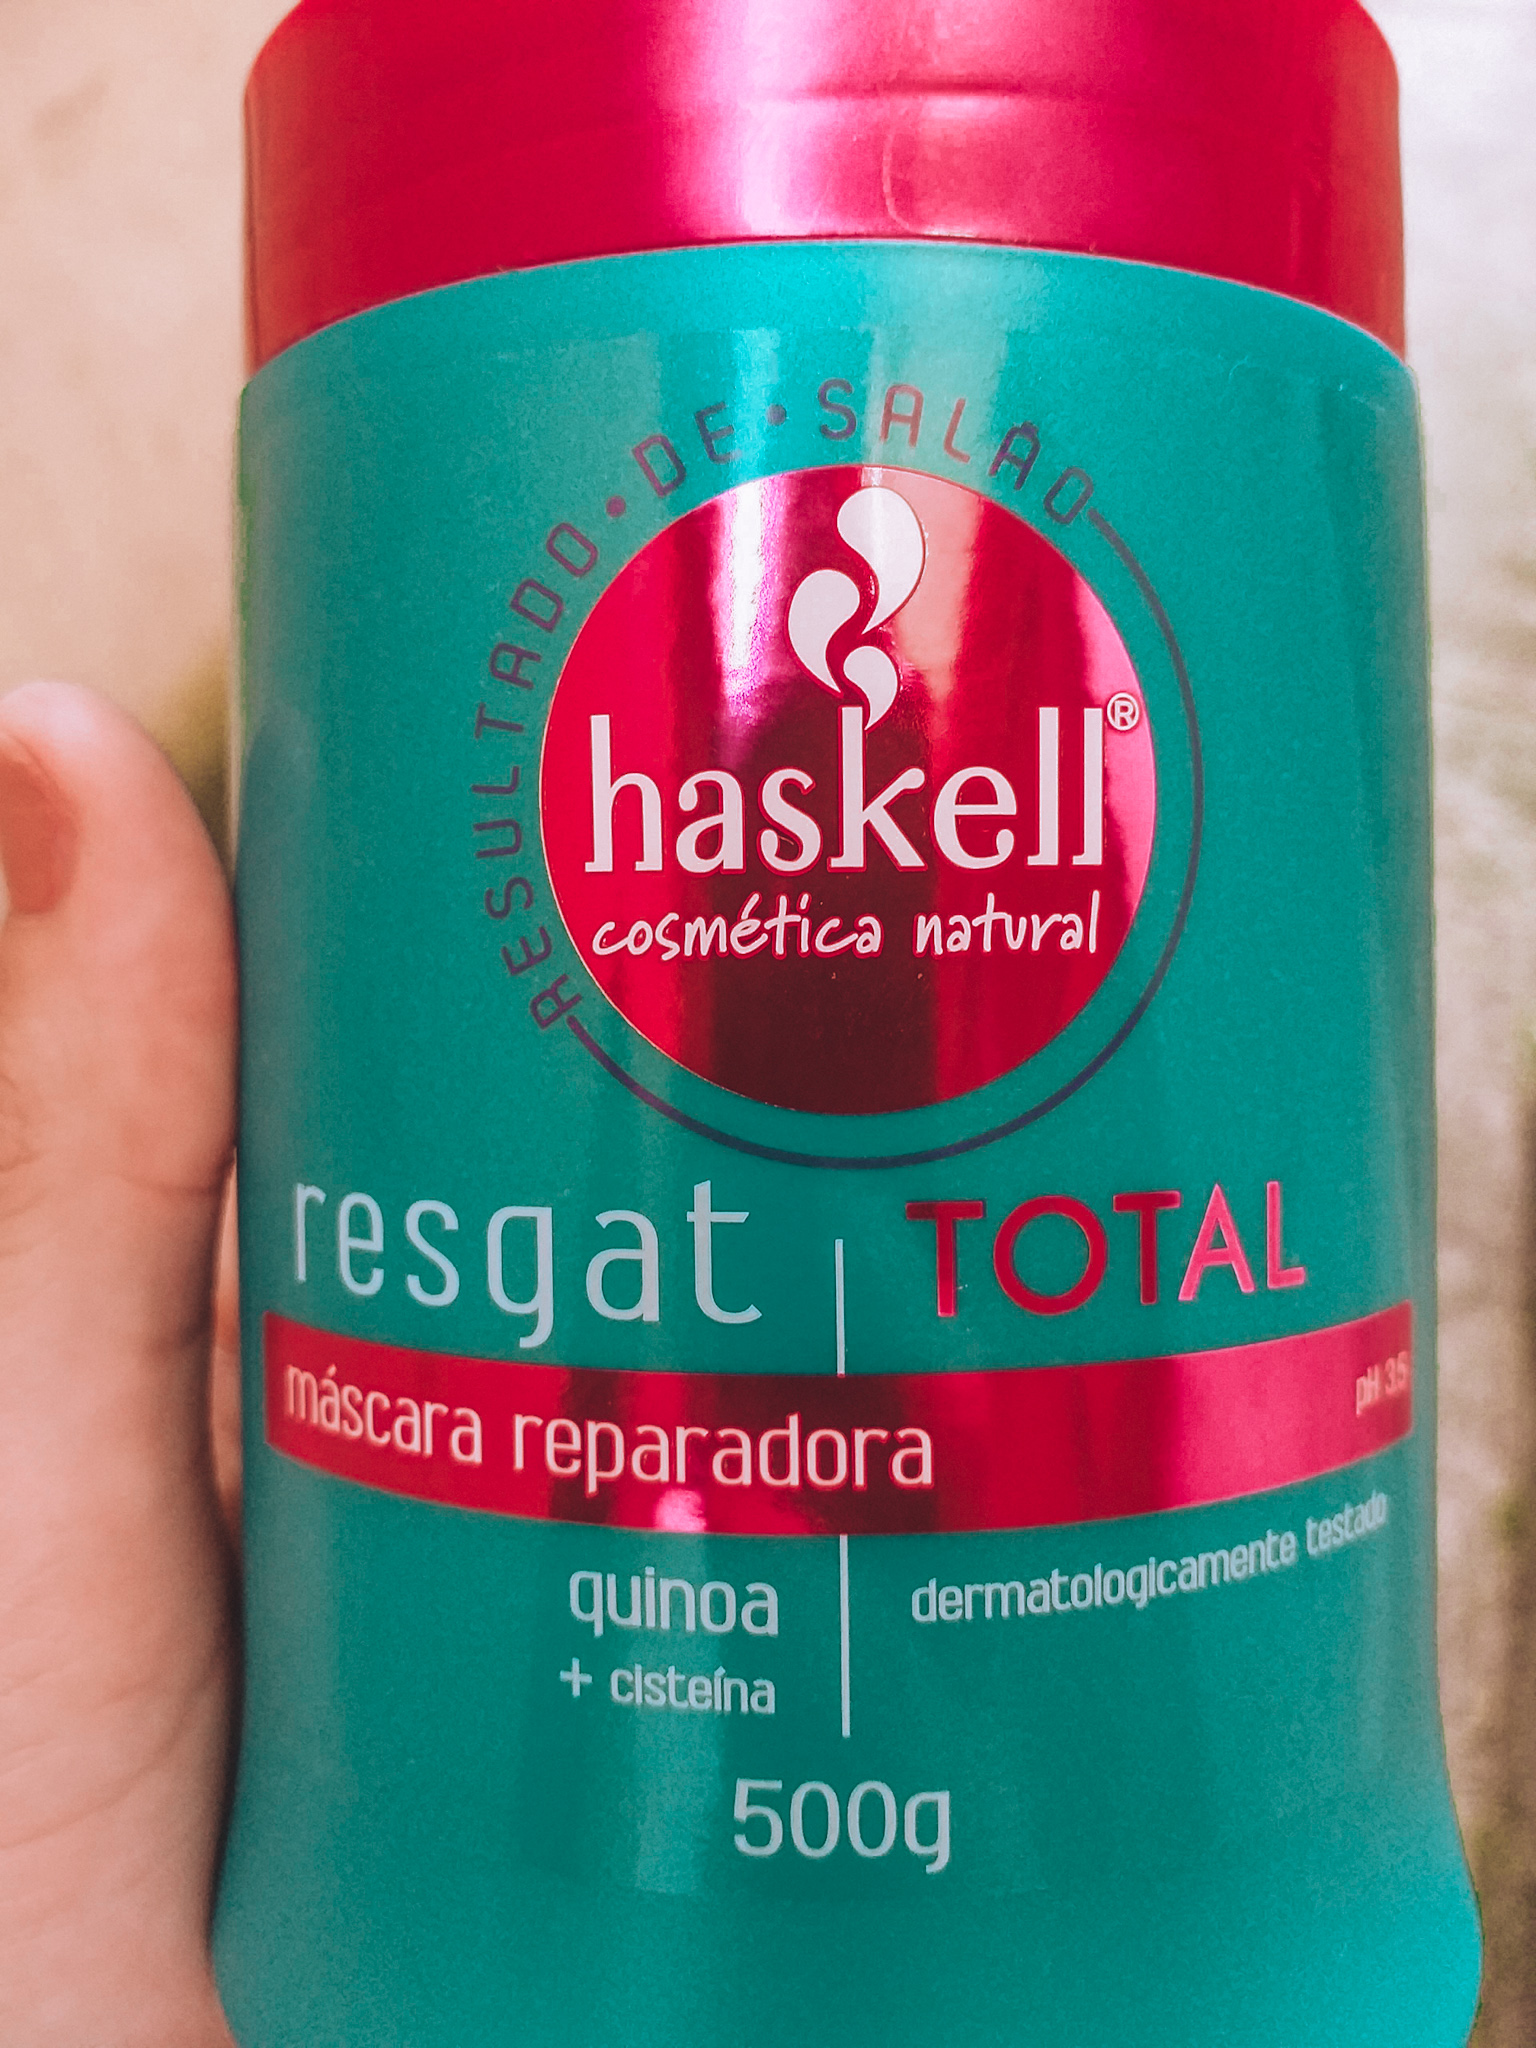 RESULTADO • DE • SALÃO
haskell®
cosmética natural
resgat | TOTAL
máscara reparadora
pH 3.5
quinoa
+ cisteína
dermatologicamente testado
500g